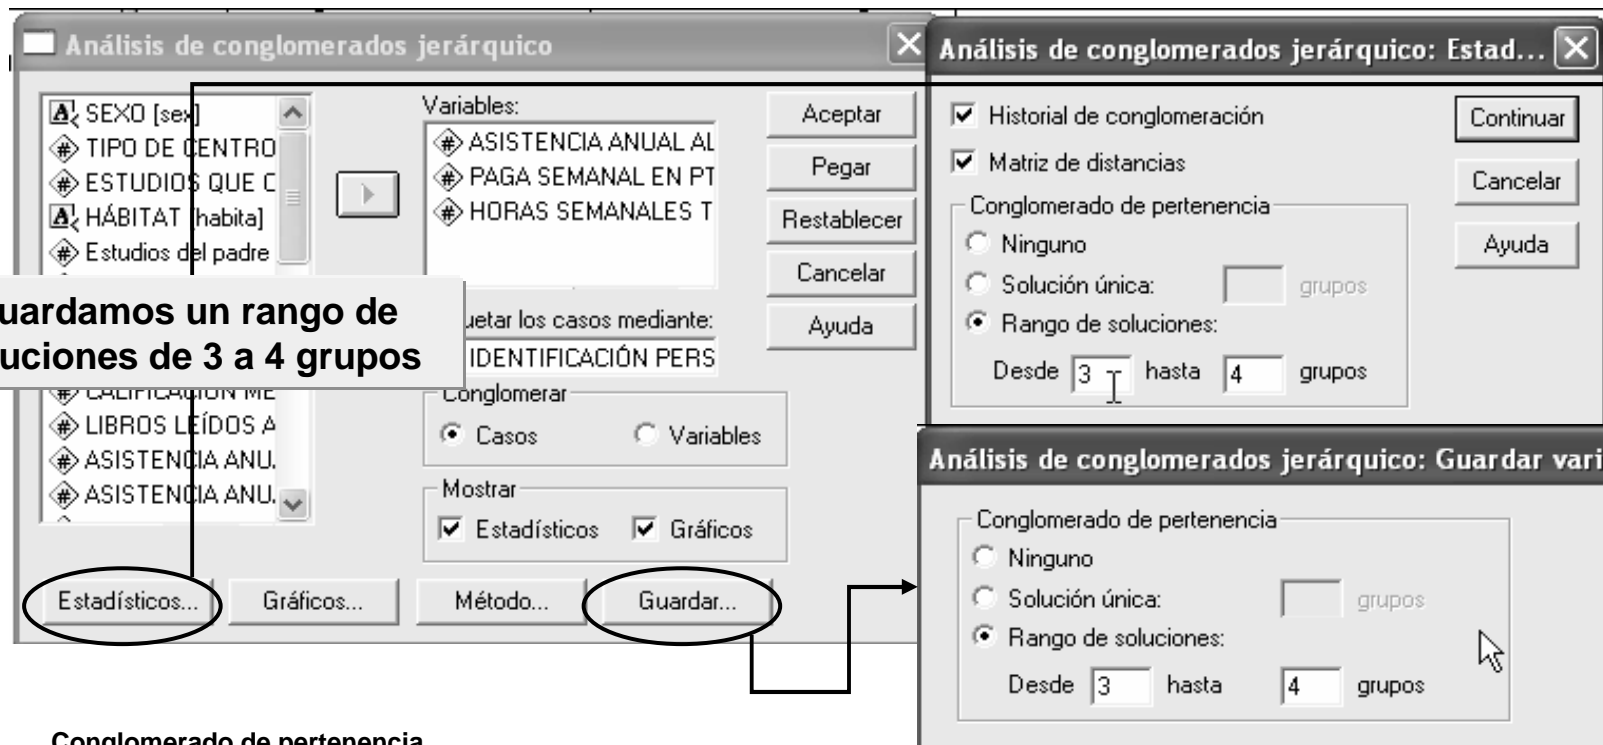 Análisis de conglomerados jerárquico
SEXO [sex]
TIPO DE CENTRO
ESTUDIOS QUE C
HÁBITAT [habita]
Estudios del padre
CALIFICACIÓN ME
LIBROS LEÍDOS A
ASISTENCIA ANU.
ASISTENCIA ANU.
Variables:
ASISTENCIA ANUAL AL
PAGA SEMANAL EN PT
HORAS SEMANALES T
uetar los casos mediante:
IDENTIFICACIÓN PERS
Conglomerar
Casos Variables
Mostrar
Estadísticos Gráficos
Aceptar
Pegar
Restablecer
Cancelar
Ayuda
Estadísticos... Gráficos... Método... Guardar...
uardamos un rango de
uciones de 3 a 4 grupos
Análisis de conglomerados jerárquico: Estad...
Historial de conglomeración
Matriz de distancias
Conglomerado de pertenencia
Ninguno
Solución única: grupos
Rango de soluciones:
Desde 3 hasta 4 grupos
Continuar
Cancelar
Ayuda
Análisis de conglomerados jerárquico: Guardar vari
Conglomerado de pertenencia
Ninguno
Solución única: grupos
Rango de soluciones:
Desde 3 hasta 4 grupos
Conglomerado de pertenencia